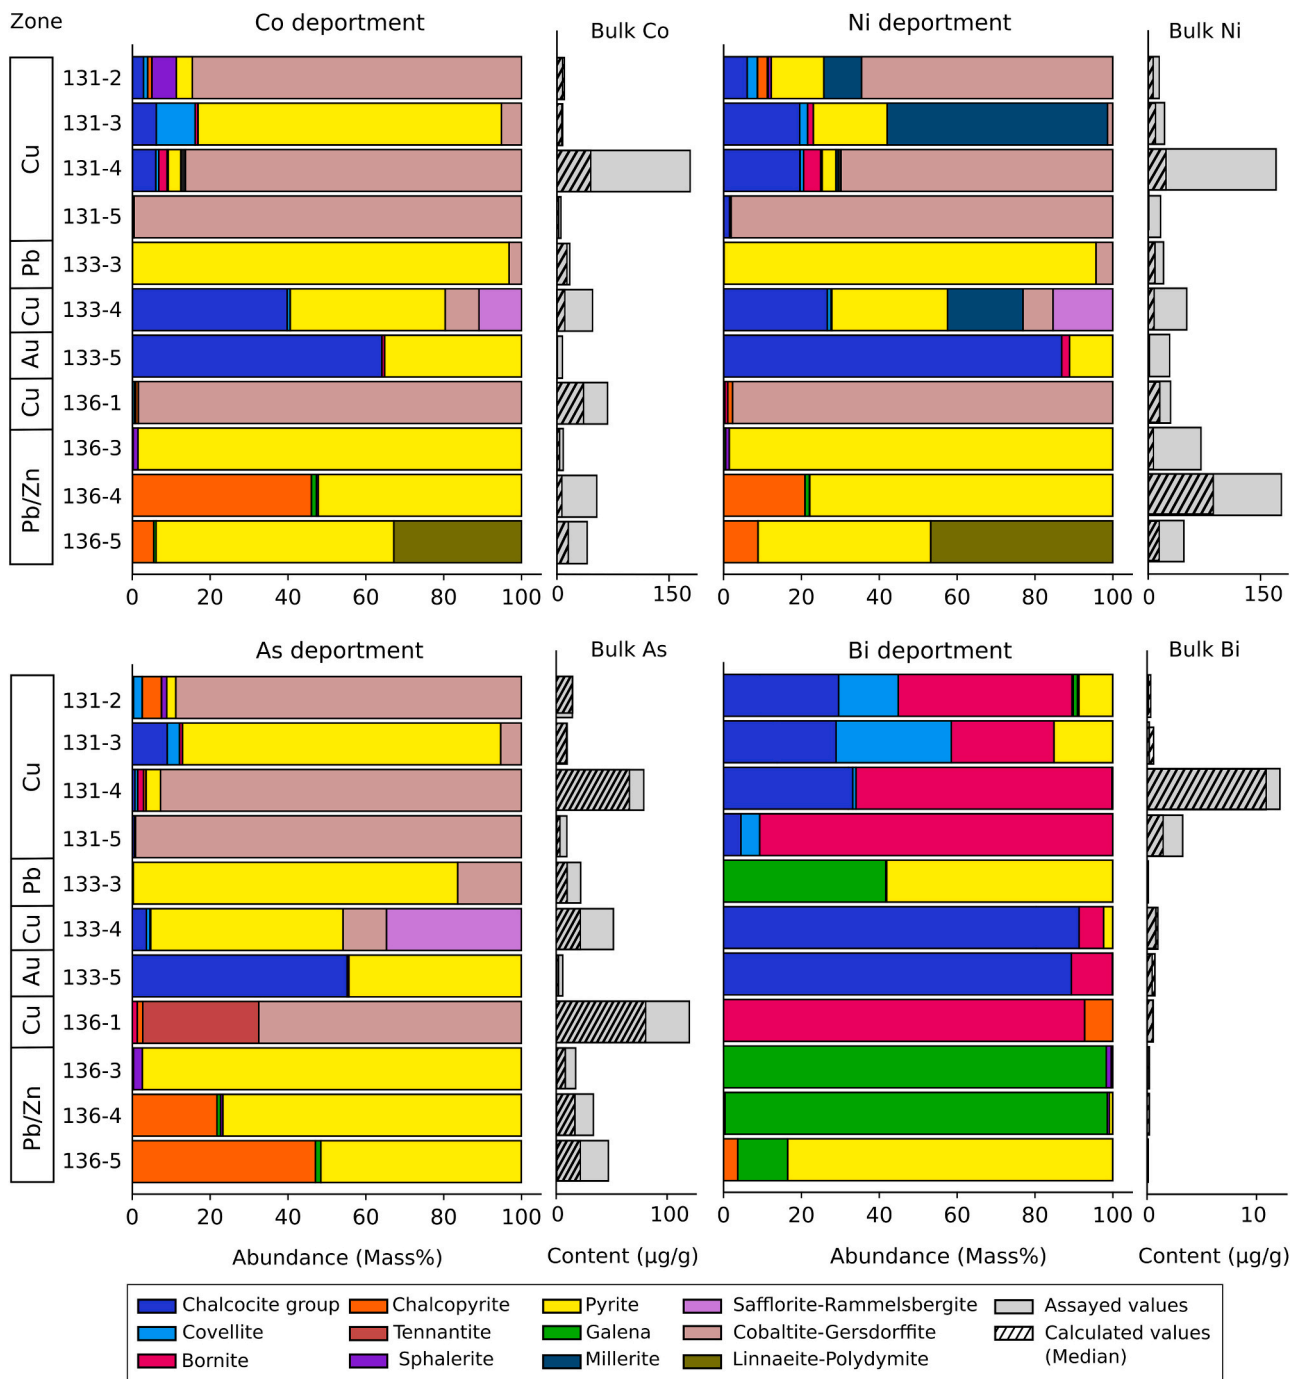 Zone
Co deportment
Bulk Co
Ni deportment
Bulk Ni
Cu
131-2
131-3
131-4
131-5
Pb
133-3
Cu
133-4
Au
133-5
Cu
136-1
Pb/Zn
136-3
136-4
136-5
0 20 40 60 80 100
0 150
0 20 40 60 80 100
0 150
As deportment
Bulk As
Bi deportment
Bulk Bi
Cu
131-2
131-3
131-4
131-5
Pb
133-3
Cu
133-4
Au
133-5
Cu
136-1
Pb/Zn
136-3
136-4
136-5
0 20 40 60 80 100
0 100
0 20 40 60 80 100
0 10
Abundance (Mass%)
Content (µg/g)
Abundance (Mass%)
Content (µg/g)
Chalcocite group
Chalcopyrite
Pyrite
Safflorite-Rammelsbergite
Assayed values
Covellite
Tennantite
Galena
Cobaltite-Gersdorffite
Calculated values
(Median)
Bornite
Sphalerite
Millerite
Linnaeite-Polydymite